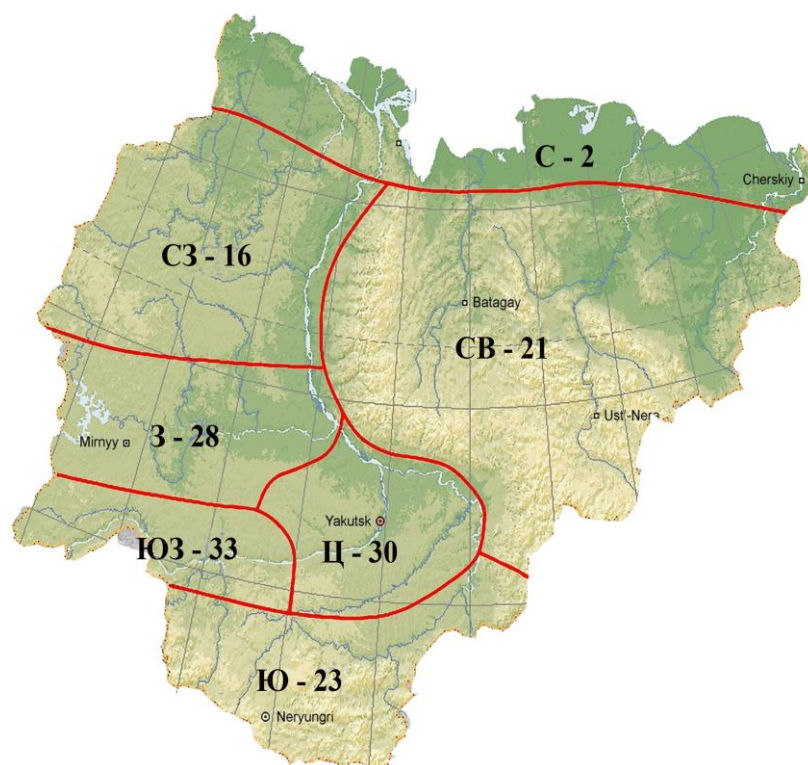 С - 2
Cherskiy
СЗ - 16
Batagay
СВ - 21
Ust'-Nera
З - 28
Mirnyy
Yakutsk
ЮЗ - 33
Ц - 30
Ю - 23
Neryungri